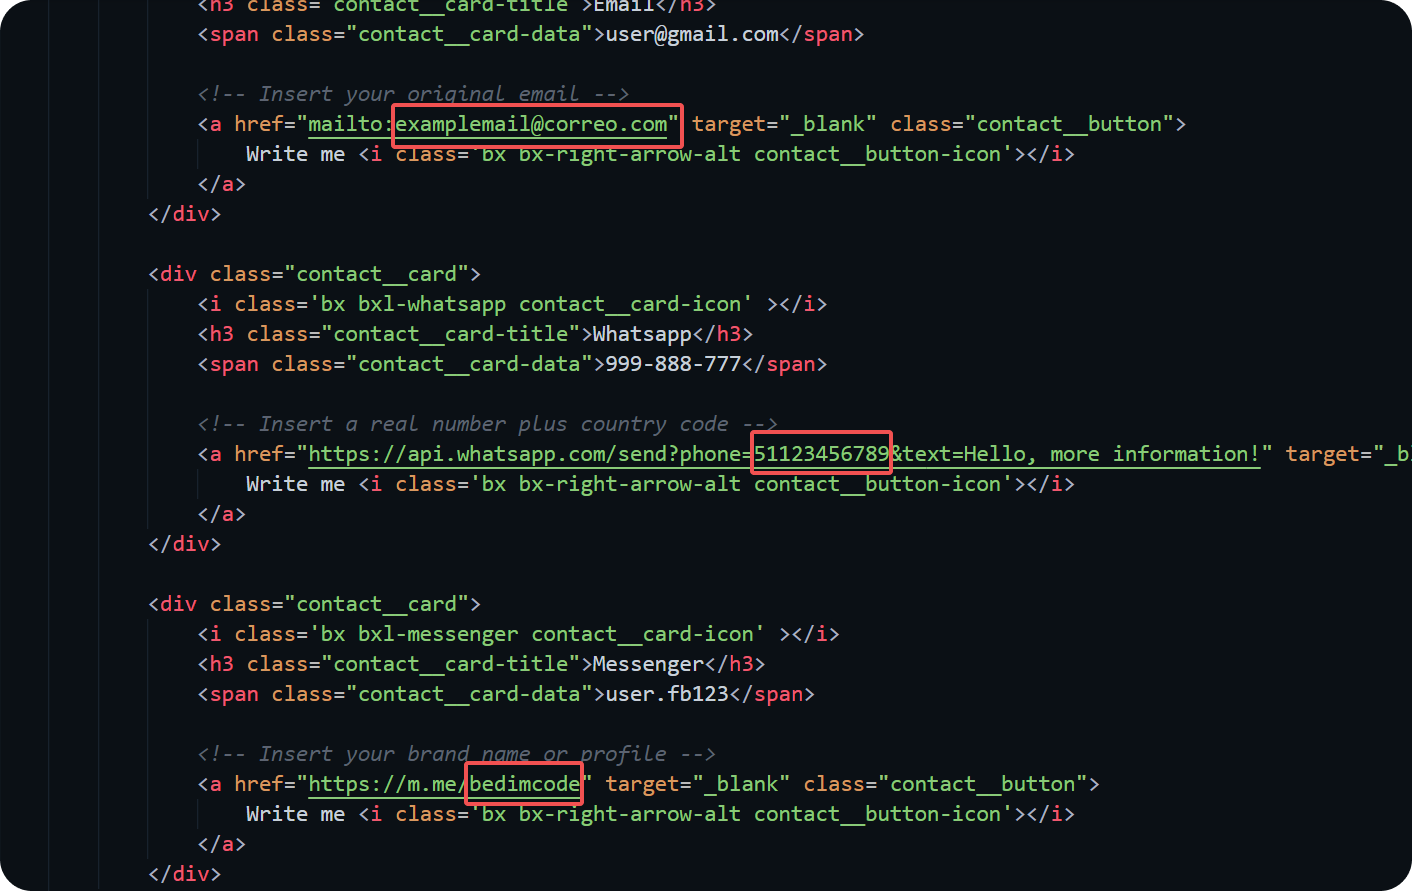 <h3 class="contact__card-title">Email</h3>
<span class="contact__card-data">user@gmail.com</span>
<!-- Insert your original email -->
<a href="mailto:examplemail@correo.com" target="_blank" class="contact__button">
Write me <i class='bx bx-right-arrow-alt contact__button-icon'></i>
</a>
</div>
<div class="contact__card">
<i class='bx bxl-whatsapp contact__card-icon' ></i>
<h3 class="contact__card-title">Whatsapp</h3>
<span class="contact__card-data">999-888-777</span>
<!-- Insert a real number plus country code -->
<a href="https://api.whatsapp.com/send?phone=51123456789&text=Hello, more information!" target="_bl
Write me <i class='bx bx-right-arrow-alt contact__button-icon'></i>
</a>
</div>
<div class="contact__card">
<i class='bx bxl-messenger contact__card-icon' ></i>
<h3 class="contact__card-title">Messenger</h3>
<span class="contact__card-data">user.fb123</span>
<!-- Insert your brand name or profile -->
<a href="https://m.me/bedimcode" target="_blank" class="contact__button">
Write me <i class='bx bx-right-arrow-alt contact__button-icon'></i>
</a>
</div>